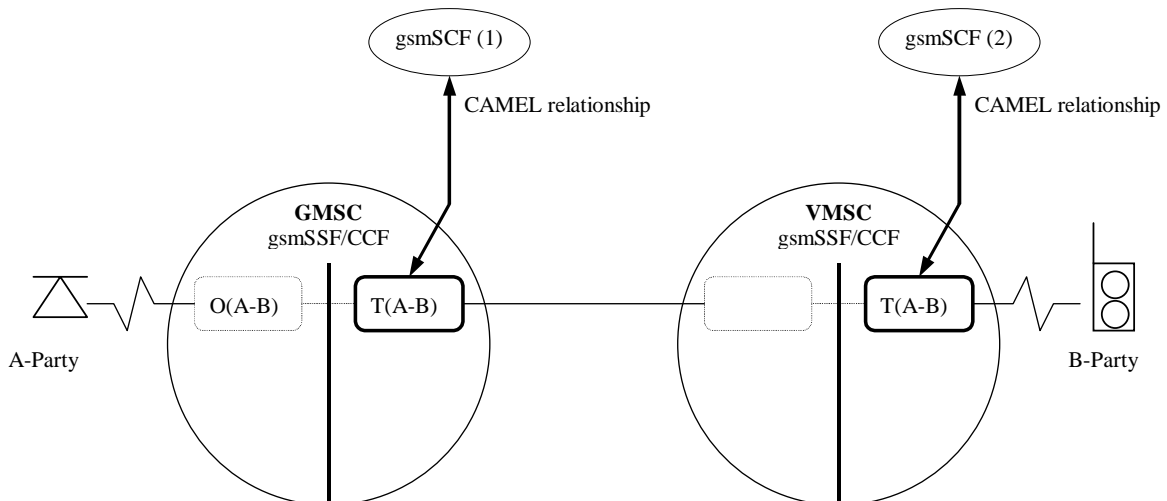 gsmSCF (1)
gsmSCF (2)
CAMEL relationship
CAMEL relationship
GMSC
gsmSSF/CCF
VMSC
gsmSSF/CCF
O(A-B)
T(A-B)
T(A-B)
A-Party
B-Party